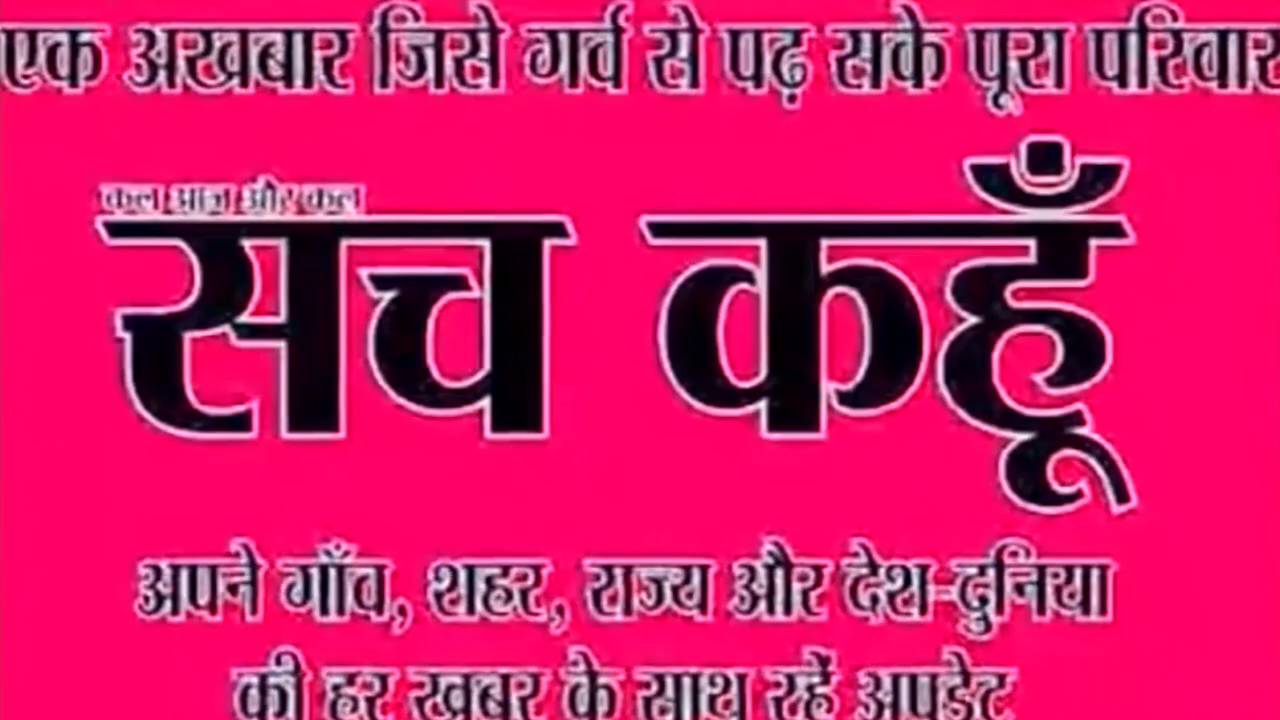 एक अखबार जिसे गर्व से पढ़ सके पूरा परिवार
कल आज और कल
सच कहूँ
अपने गाँव, शहर, राज्य और देश-दुनिया
की हर खबर के साथ रहें अपडेट